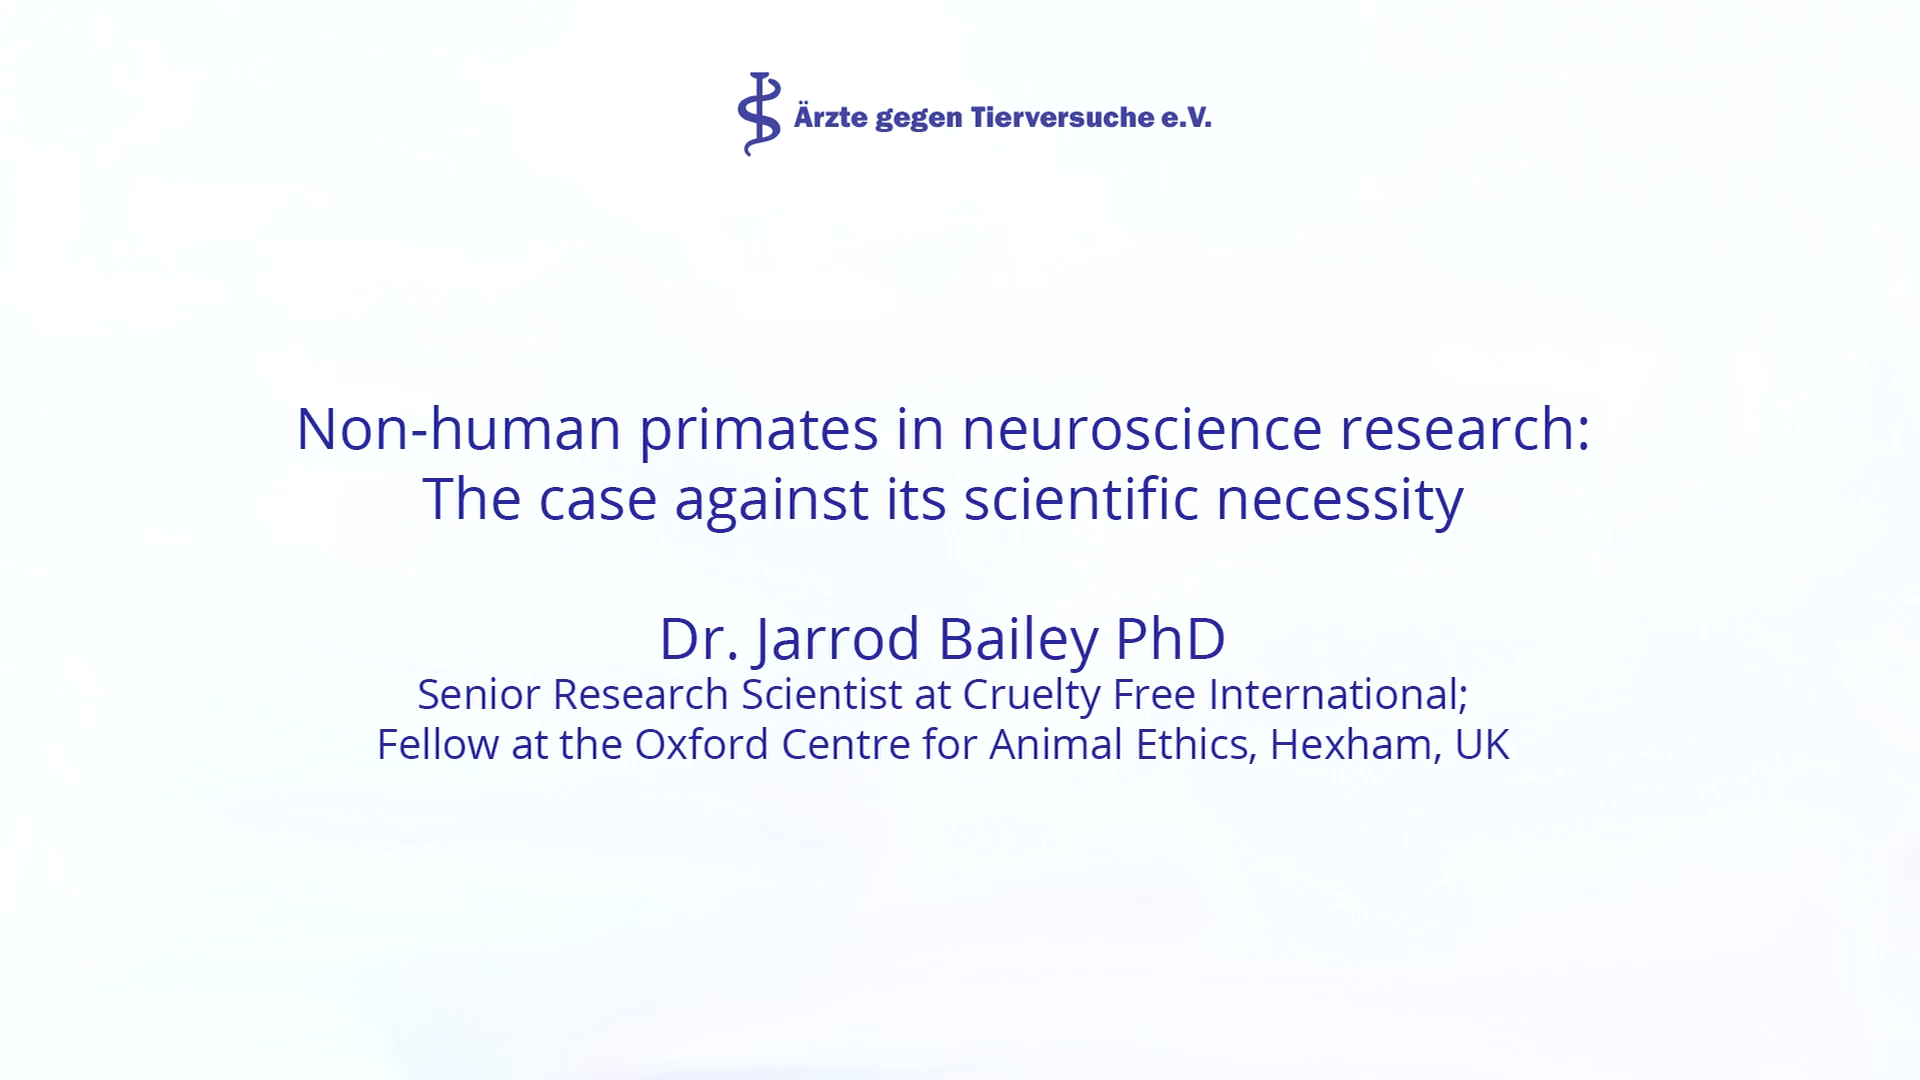 Ärzte gegen Tierversuche e.V.
Non-human primates in neuroscience research:
The case against its scientific necessity
Dr. Jarrod Bailey PhD
Senior Research Scientist at Cruelty Free International;
Fellow at the Oxford Centre for Animal Ethics, Hexham, UK